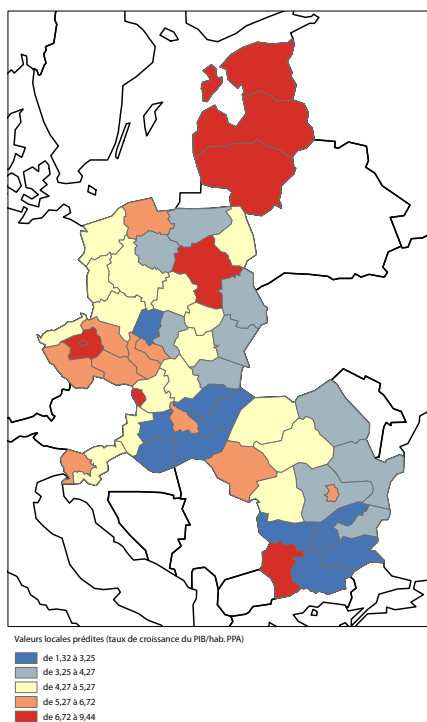 Valeurs locales prédites (taux de croissance du PIB/hab. PPA)
de 1,32 à 3,25
de 3,25 à 4,27
de 4,27 à 5,27
de 5,27 à 6,72
de 6,72 à 9,44